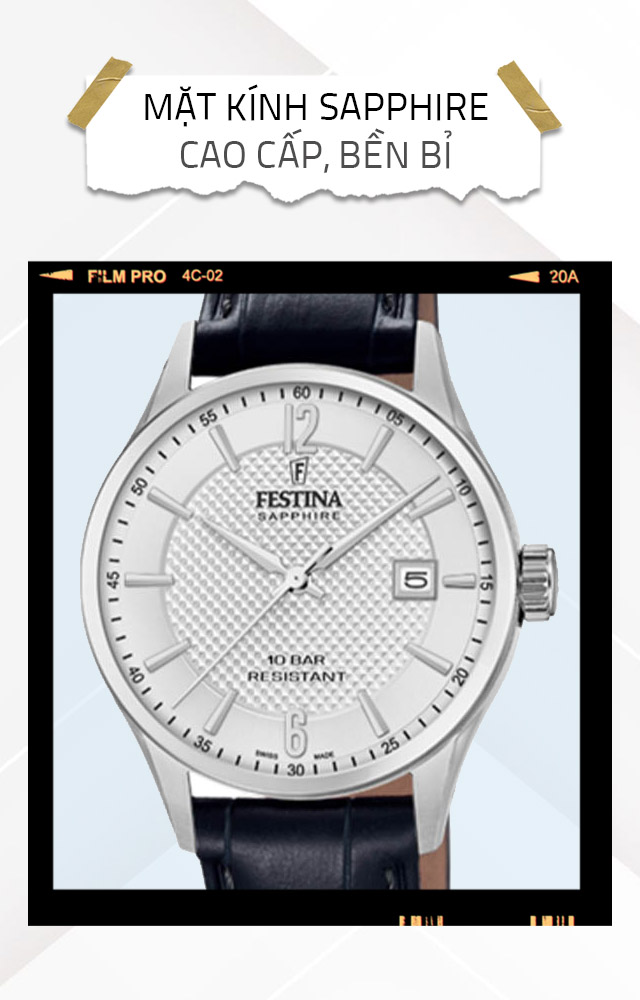 MẶT KÍNH SAPPHIRE
CAO CẤP, BỀN BỈ
FILM PRO 4C-02 20A
60
55 05
12
50 10
F
FESTINA
SAPPHIRE
45 5 15
10 BAR
RESISTANT
40 20
6
35 25
SWISS MADE
30